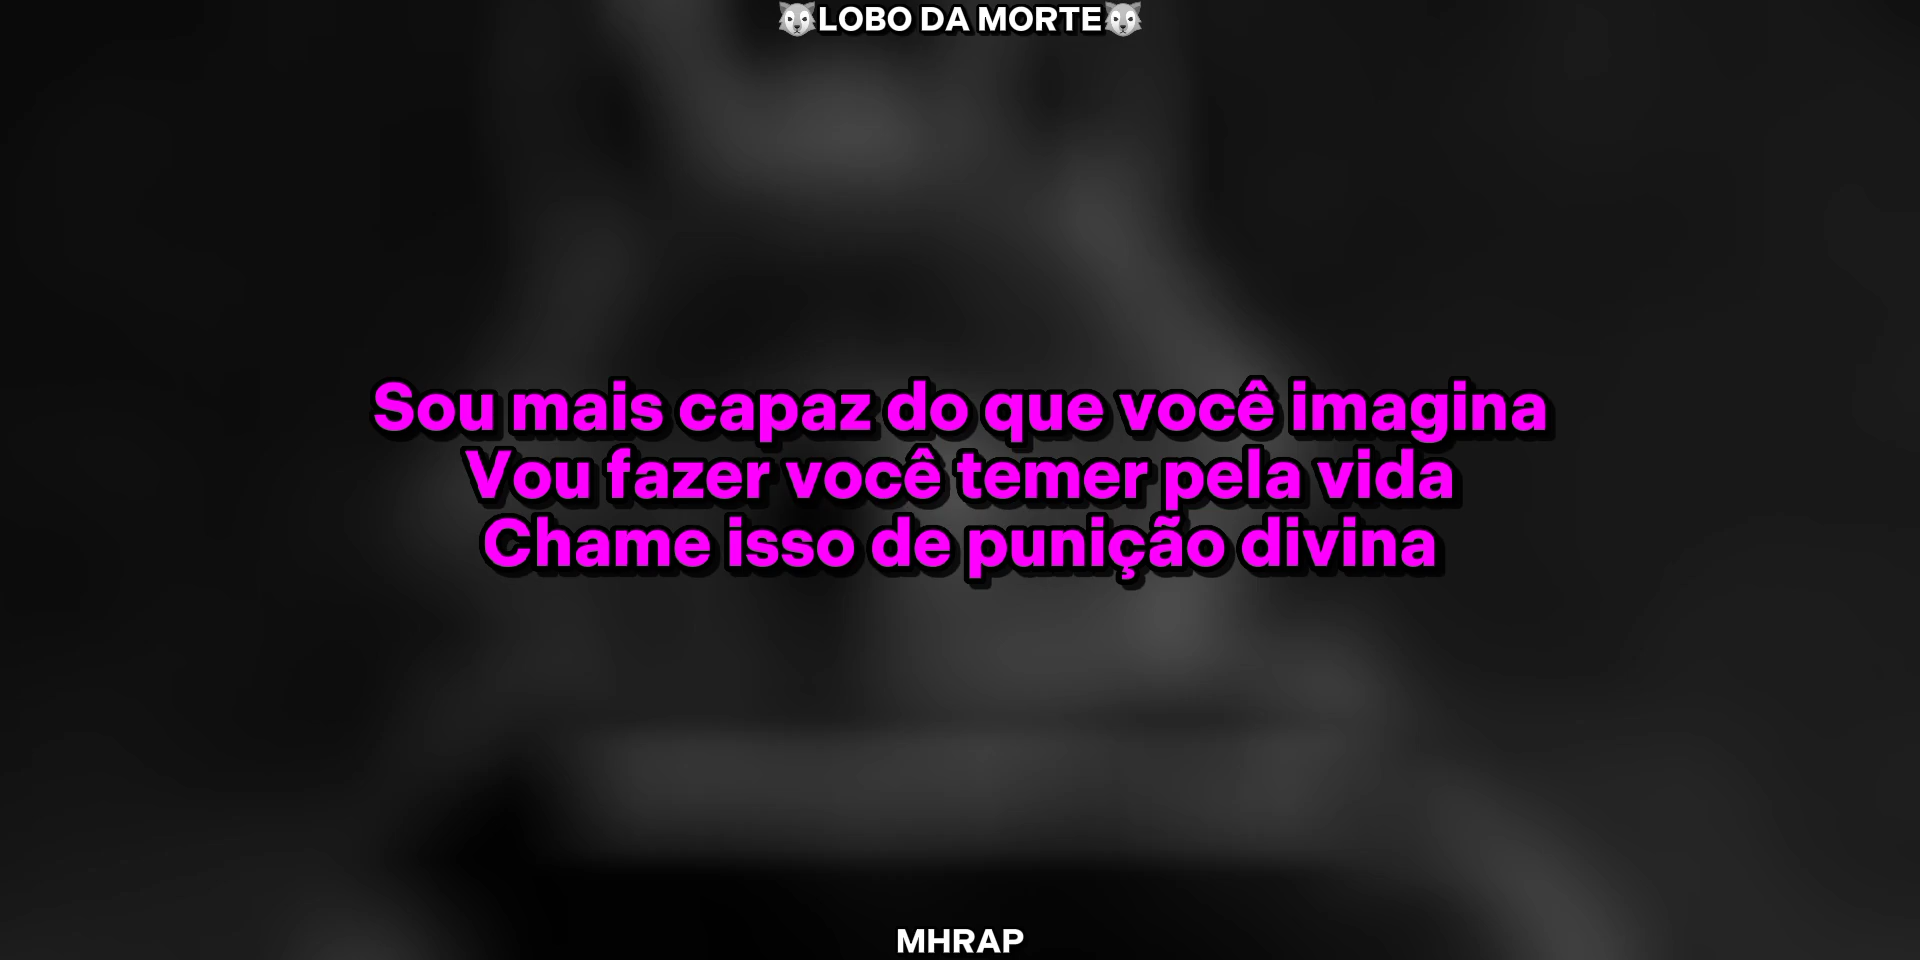 🐺LOBO DA MORTE🐺
Sou mais capaz do que você imagina
Vou fazer você temer pela vida
Chame isso de punição divina
MHRAP